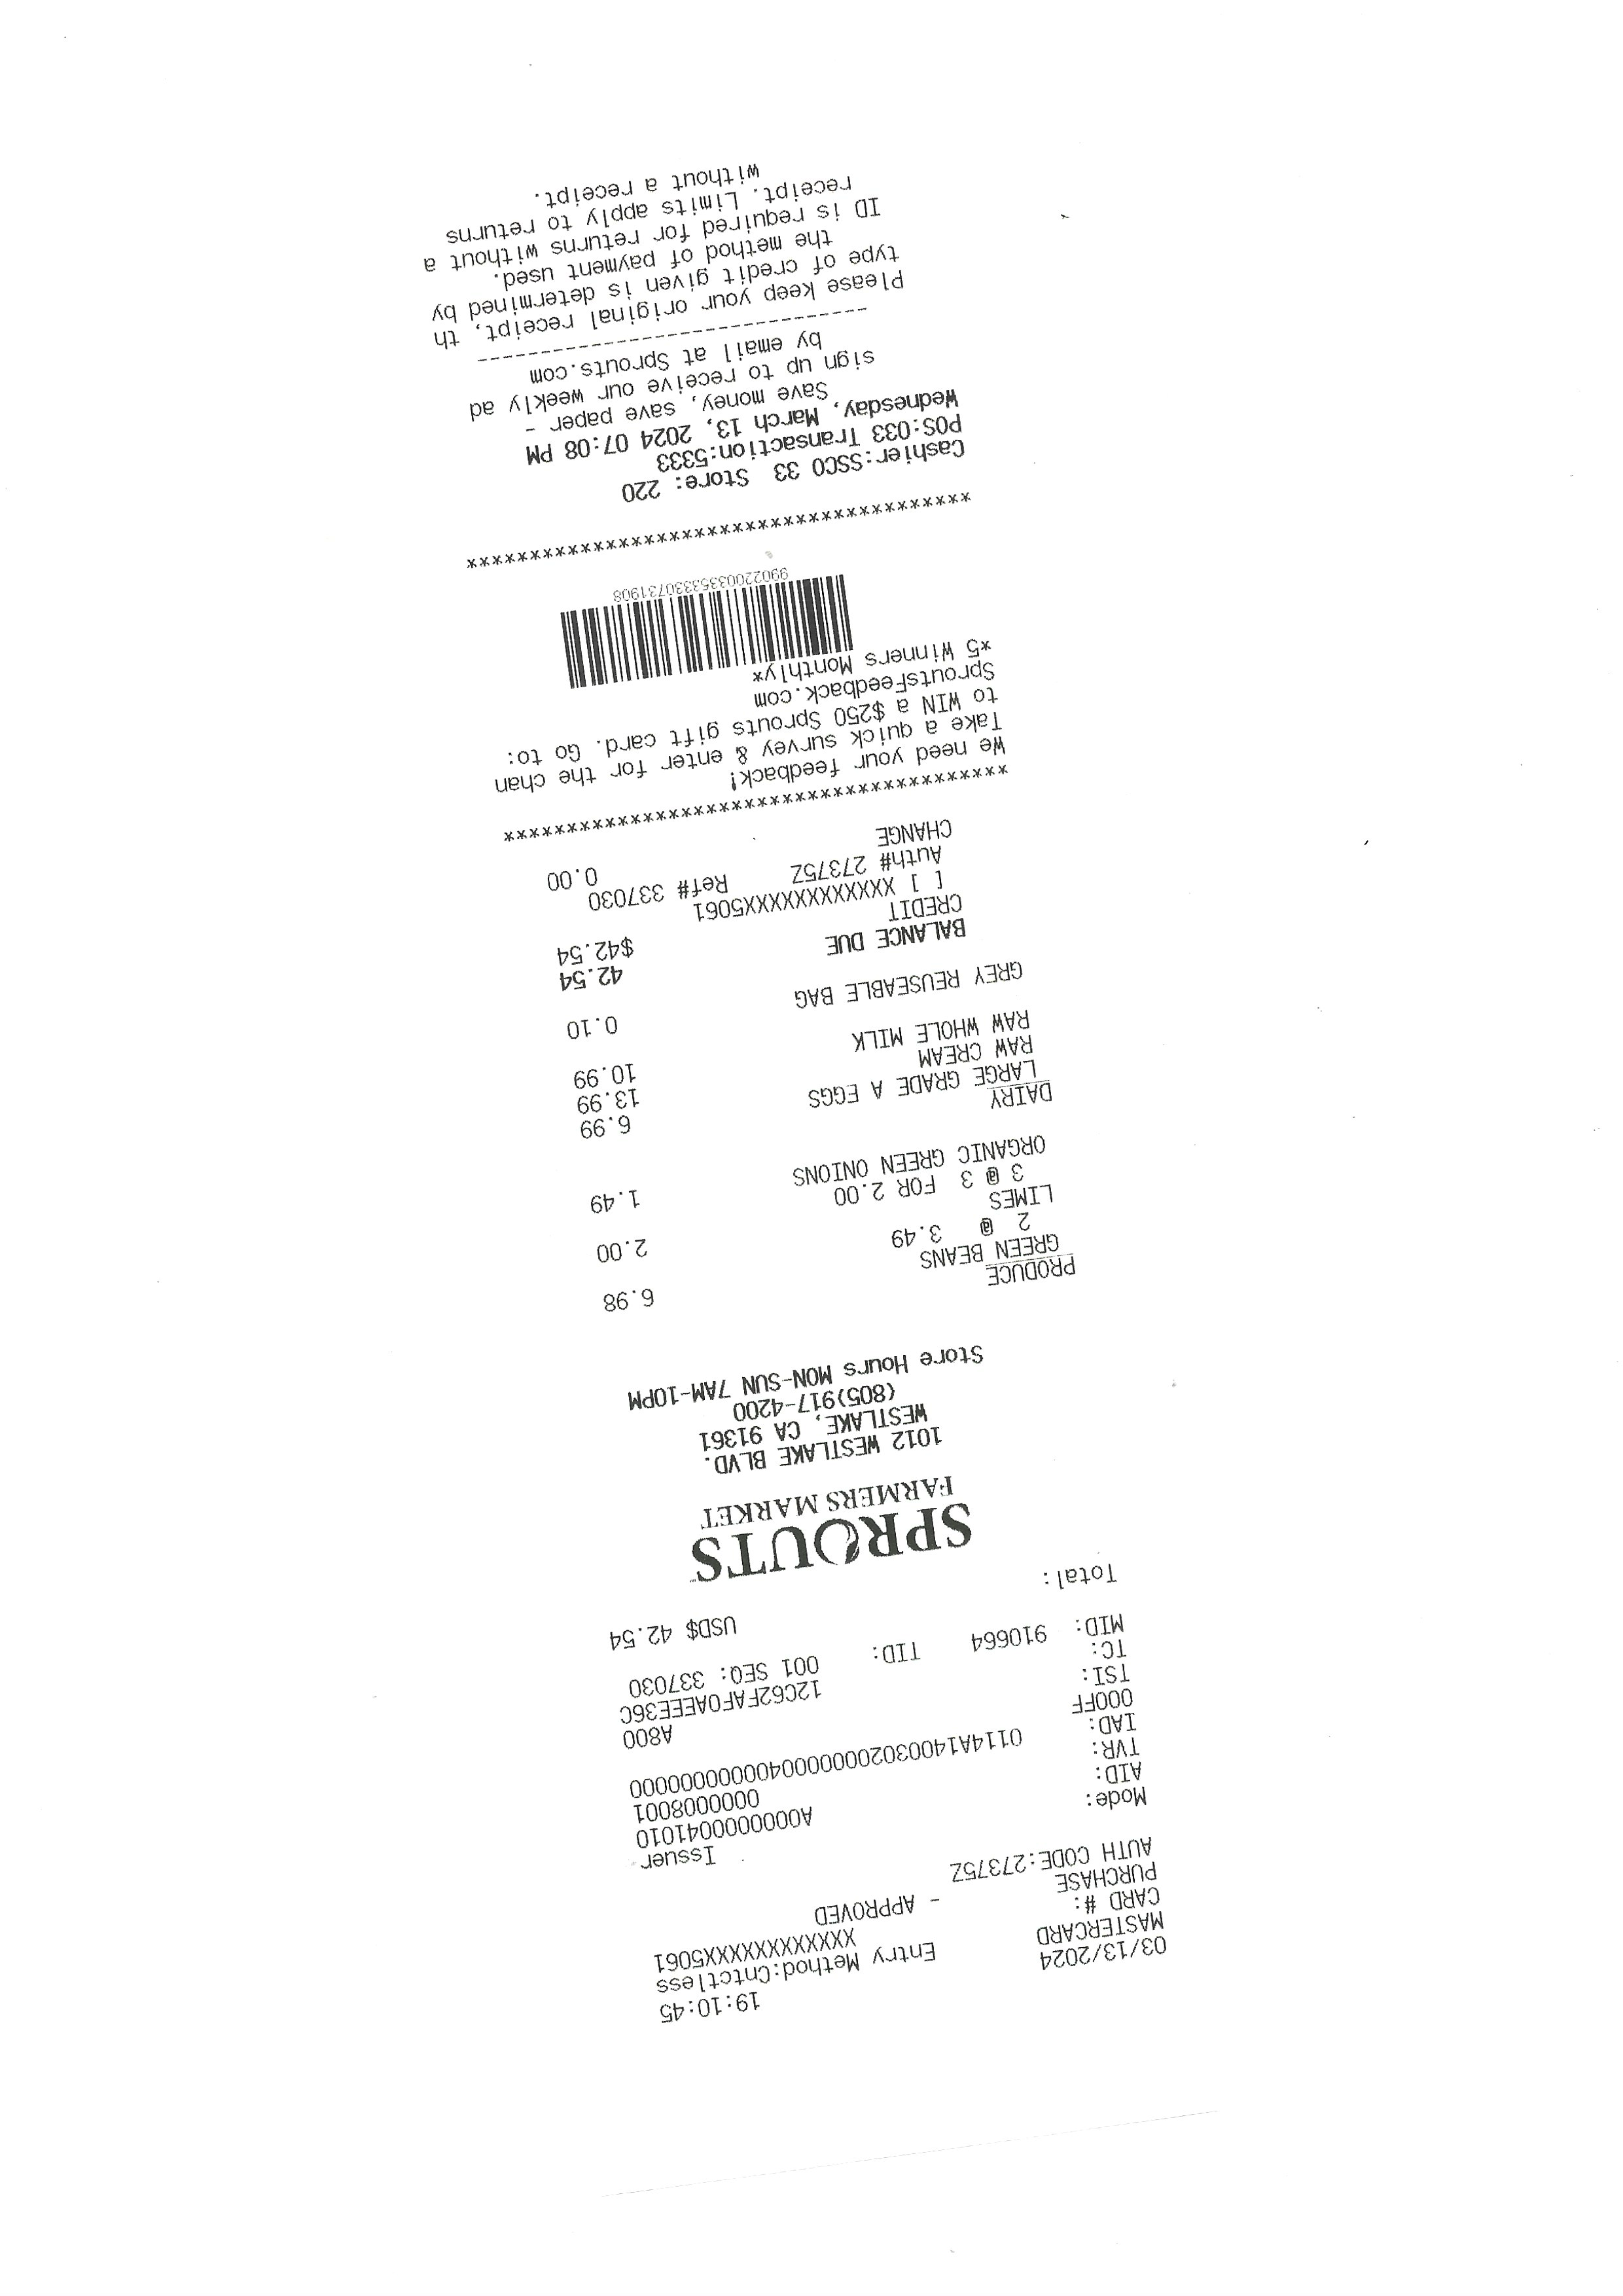 03/13/2024 19:10:45
MASTERCARD Entry Method:Cntctless
CARD #: XXXXXXXXXXXX5061
PURCHASE - APPROVED
AUTH CODE:27375Z
Mode: Issuer
AID: A0000000041010
TVR: 0000008001
IAD: 0114A14003020000000400000000000
000FF
TSI: A800
TC: 12C62FAF0AEEE36C
MID: 910664 TID: 001 SEQ: 337030
Total: USD$ 42.54
SPROUTS
FARMERS MARKET
1012 WESTLAKE BLVD.
WESTLAKE, CA 91361
(805)917-4200
Store Hours MON-SUN 7AM-10PM
PRODUCE
GREEN BEANS 6.98
2 @ 3.49
LIMES 2.00
3 @ 3 FOR 2.00
ORGANIC GREEN ONIONS 1.49
DAIRY
LARGE GRADE A EGGS 6.99
RAW CREAM 13.99
RAW WHOLE MILK 10.99
GREY REUSEABLE BAG 0.10
BALANCE DUE 42.54
CREDIT $42.54
[ ] XXXXXXXXXXXX5061
Auth# 27375Z Ref# 337030
CHANGE 0.00
****************************************
We need your feedback!
Take a quick survey & enter for the chan
to WIN a $250 Sprouts gift card. Go to:
SproutsFeedback.com
*5 Winners Monthly*
99022003353330731908
****************************************
Cashier:SSCO 33 Store: 220
POS:033 Transaction:5333
Wednesday, March 13, 2024 07:08 PM
Save money, save paper -
sign up to receive our weekly ad
by email at Sprouts.com
--------------------------------
Please keep your original receipt, th
type of credit given is determined by
the method of payment used.
ID is required for returns without a
receipt. Limits apply to returns
without a receipt.